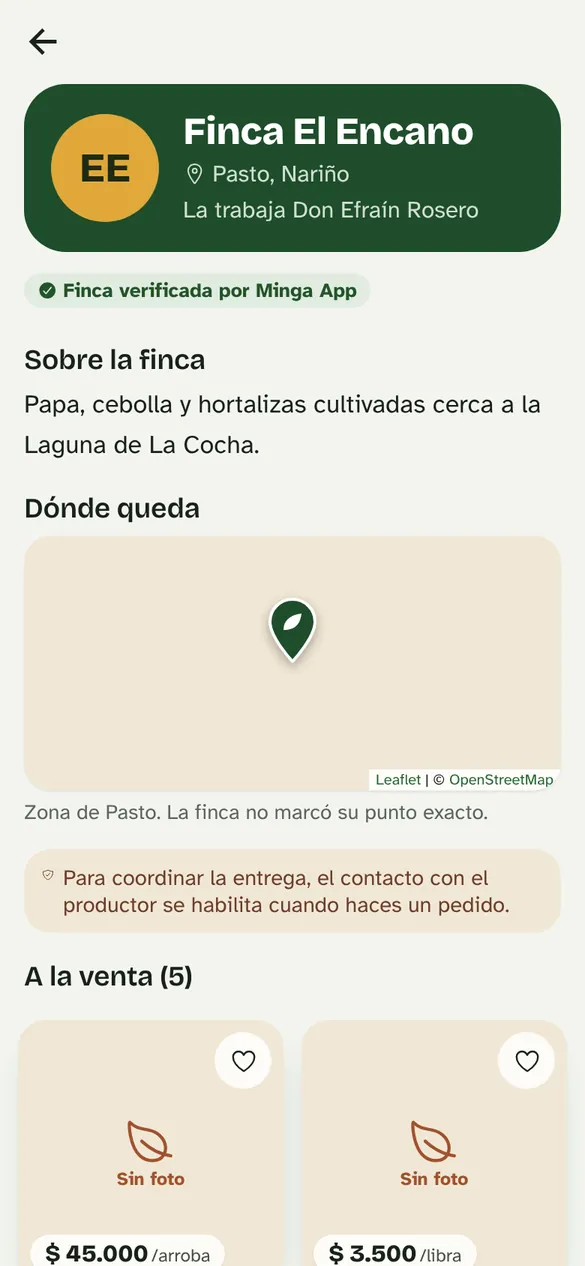 EE
Finca El Encano
Pasto, Nariño
La trabaja Don Efraín Rosero
Finca verificada por Minga App
Sobre la finca
Papa, cebolla y hortalizas cultivadas cerca a la
Laguna de La Cocha.
Dónde queda
Leaflet | © OpenStreetMap
Zona de Pasto. La finca no marcó su punto exacto.
Para coordinar la entrega, el contacto con el
productor se habilita cuando haces un pedido.
A la venta (5)
Sin foto
Sin foto
$ 45.000 /arroba
$ 3.500 /libra